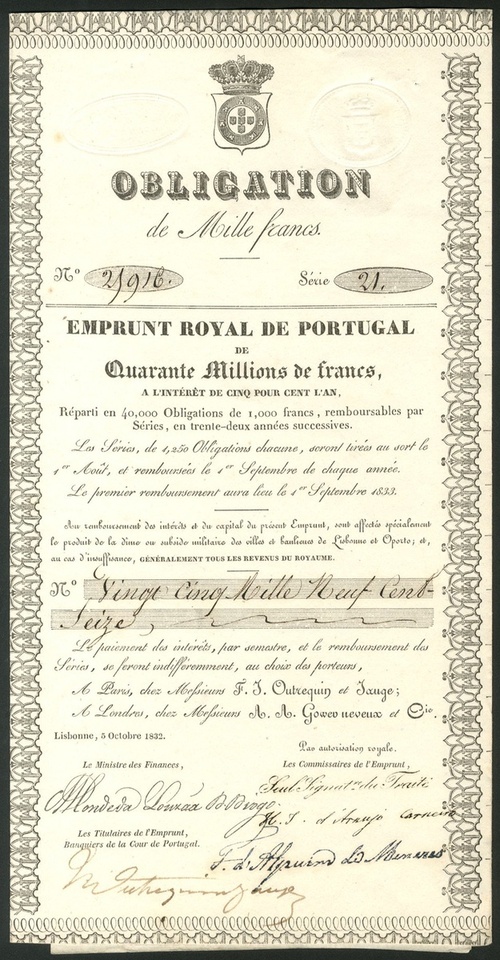 OBLIGATION
de Mille francs.
N° 25916. Série 21.
EMPRUNT ROYAL DE PORTUGAL
DE
Quarante Millions de francs,
A L'INTÉRÊT DE CINQ POUR CENT L'AN,
Réparti en 40,000 Obligations de 1,000 francs, remboursables par
Séries, en trente-deux années successives.
Les Séries, de 1,250 Obligations chacune, seront tirées au sort le
1er Août, et remboursées le 1er Septembre de chaque année.
Le premier remboursement aura lieu le 1er Septembre 1833.
Au remboursement des intérêts et du capital du présent Emprunt, sont affectés spécialement
le produit de la dime ou subside militaire des villes et banlieues de Lisbonne et Oporto; et,
au cas d'insuffisance, GÉNÉRALEMENT TOUS LES REVENUS DU ROYAUME.
N° Vingt Cinq Mille Neuf Cent
Seize
Le paiement des intérêts, par semestre, et le remboursement des
Séries, se feront indifféremment, au choix des porteurs,
A Paris, chez Messieurs F. J. Outrequin et Jauge;
A Londres, chez Messieurs A. A. Gower neveux et Cie.
Lisbonne, 5 Octobre 1832.
Par autorisation royale.
Le Ministre des Finances, Les Commissaires de l'Emprunt,
Seul Signatre du Traité
d'Araujo Carneiro
Les Titulaires de l'Emprunt,
Banquiers de la Cour de Portugal.